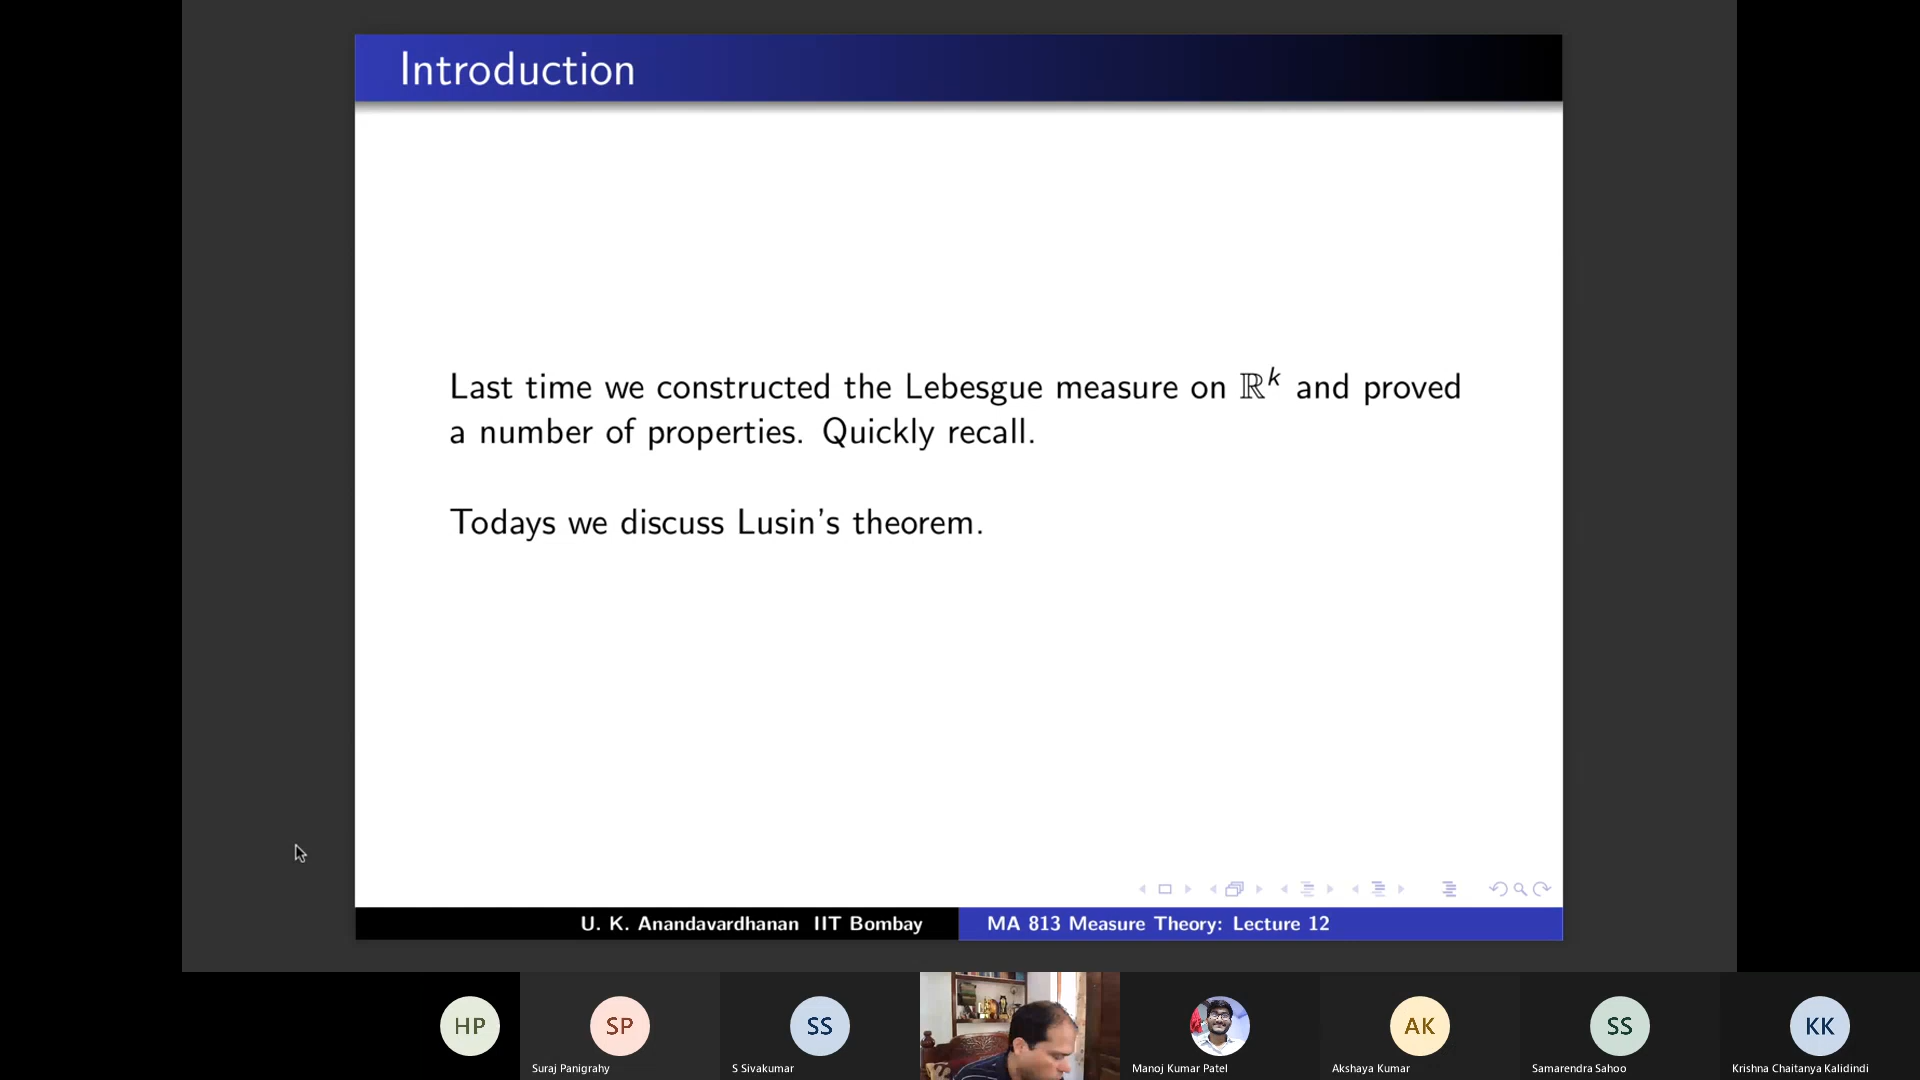 Introduction
Last time we constructed the Lebesgue measure on ℝᵏ and proved
a number of properties. Quickly recall.
Todays we discuss Lusin's theorem.
U. K. Anandavardhanan IIT Bombay
MA 813 Measure Theory: Lecture 12
HP
SP
SS
AK
SS
KK
Suraj Panigrahy
S Sivakumar
Manoj Kumar Patel
Akshaya Kumar
Samarendra Sahoo
Krishna Chaitanya Kalidindi